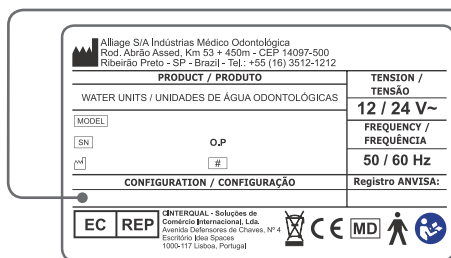 Alliage S/A Indústrias Médico Odontológica
Rod. Abrão Assed, Km 53 + 450m - CEP 14097-500
Ribeirão Preto - SP - Brazil - Tel.: +55 (16) 3512-1212
PRODUCT / PRODUTO
WATER UNITS / UNIDADES DE ÁGUA ODONTOLÓGICAS
TENSION /
TENSÃO
12 / 24 V~
MODEL
SN
O.P
#
FREQUENCY /
FREQUÊNCIA
50 / 60 Hz
CONFIGURATION / CONFIGURAÇÃO
Registro ANVISA:
EC REP
CINTERQUAL - Soluções de
Comércio Internacional, Lda.
Avenida Defensores de Chaves, Nº 4
Escritório Idea Spaces
1000-117 Lisboa, Portugal
CE
MD